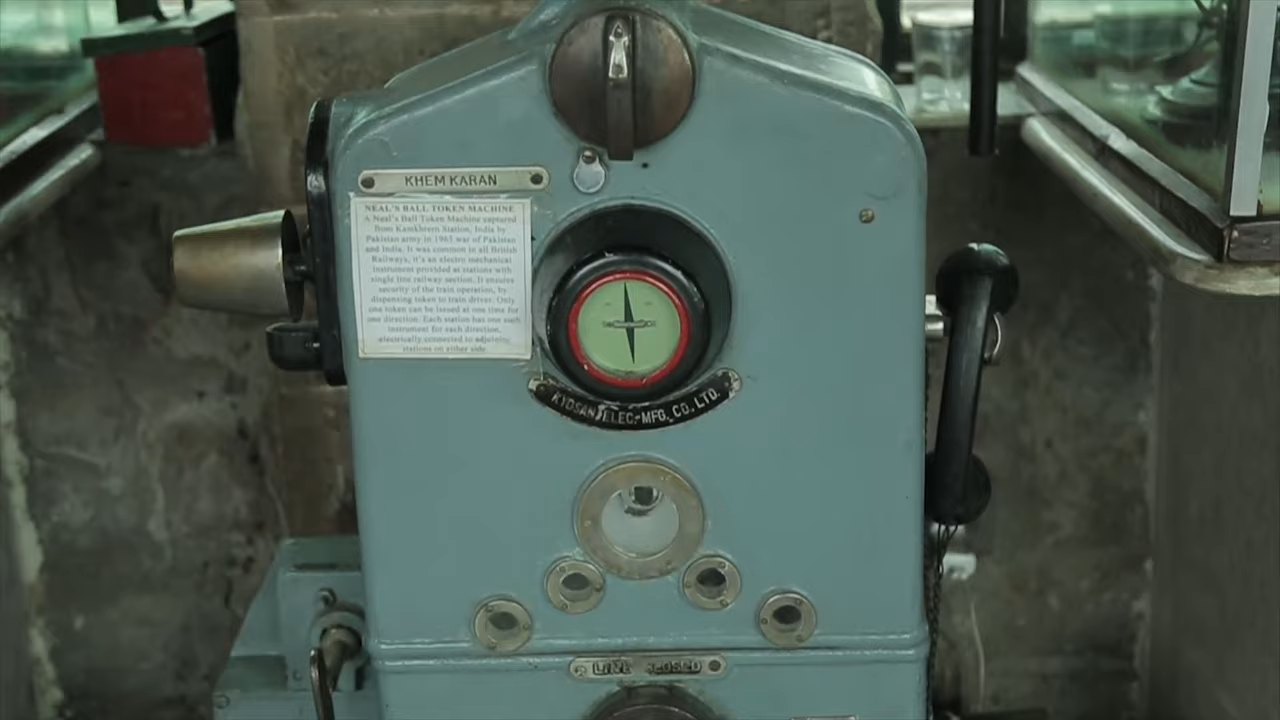 KHEM KARAN
NEAL'S BALL TOKEN MACHINE
A Neal's Ball Token Machine captured
from Kamkhrem Station, India by
Pakistan army in 1965 war of Pakistan
and India. It was common to all British
Railways, it's an electro mechanical
instrument provided at stations with
single line railway section. It ensures
security of the train operation, by
dispensing token to train driver. Only
one token can be issued at one time for
one direction. Each station has one such
instrument for each direction,
electrically connected to adjoining
stations on either side.
KYOSAN ELEC. MFG. CO. LTD.
LINE CLOSED